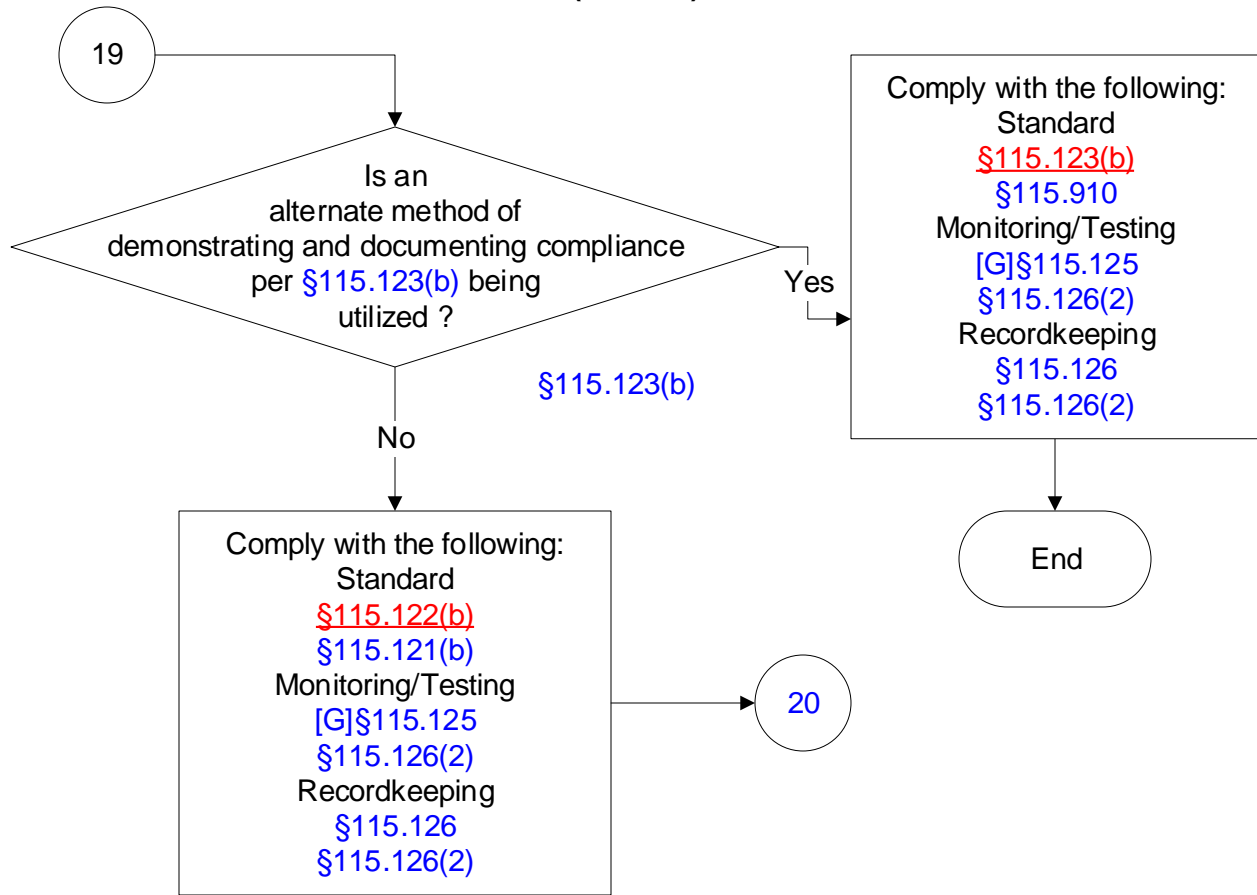 19
Is an
alternate method of
demonstrating and documenting compliance
per §115.123(b) being
utilized ?
Yes
§115.123(b)
No
Comply with the following:
Standard
§115.123(b)
§115.910
Monitoring/Testing
[G]§115.125
§115.126(2)
Recordkeeping
§115.126
§115.126(2)
End
Comply with the following:
Standard
§115.122(b)
§115.121(b)
Monitoring/Testing
[G]§115.125
§115.126(2)
Recordkeeping
§115.126
§115.126(2)
20